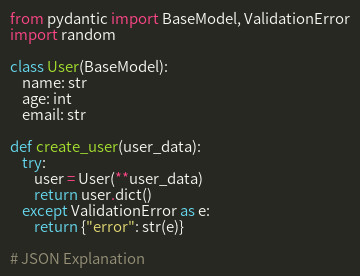 from pydantic import BaseModel, ValidationError
import random

class User(BaseModel):
    name: str
    age: int
    email: str

def create_user(user_data):
    try:
        user = User(**user_data)
        return user.dict()
    except ValidationError as e:
        return {"error": str(e)}

# JSON Explanation